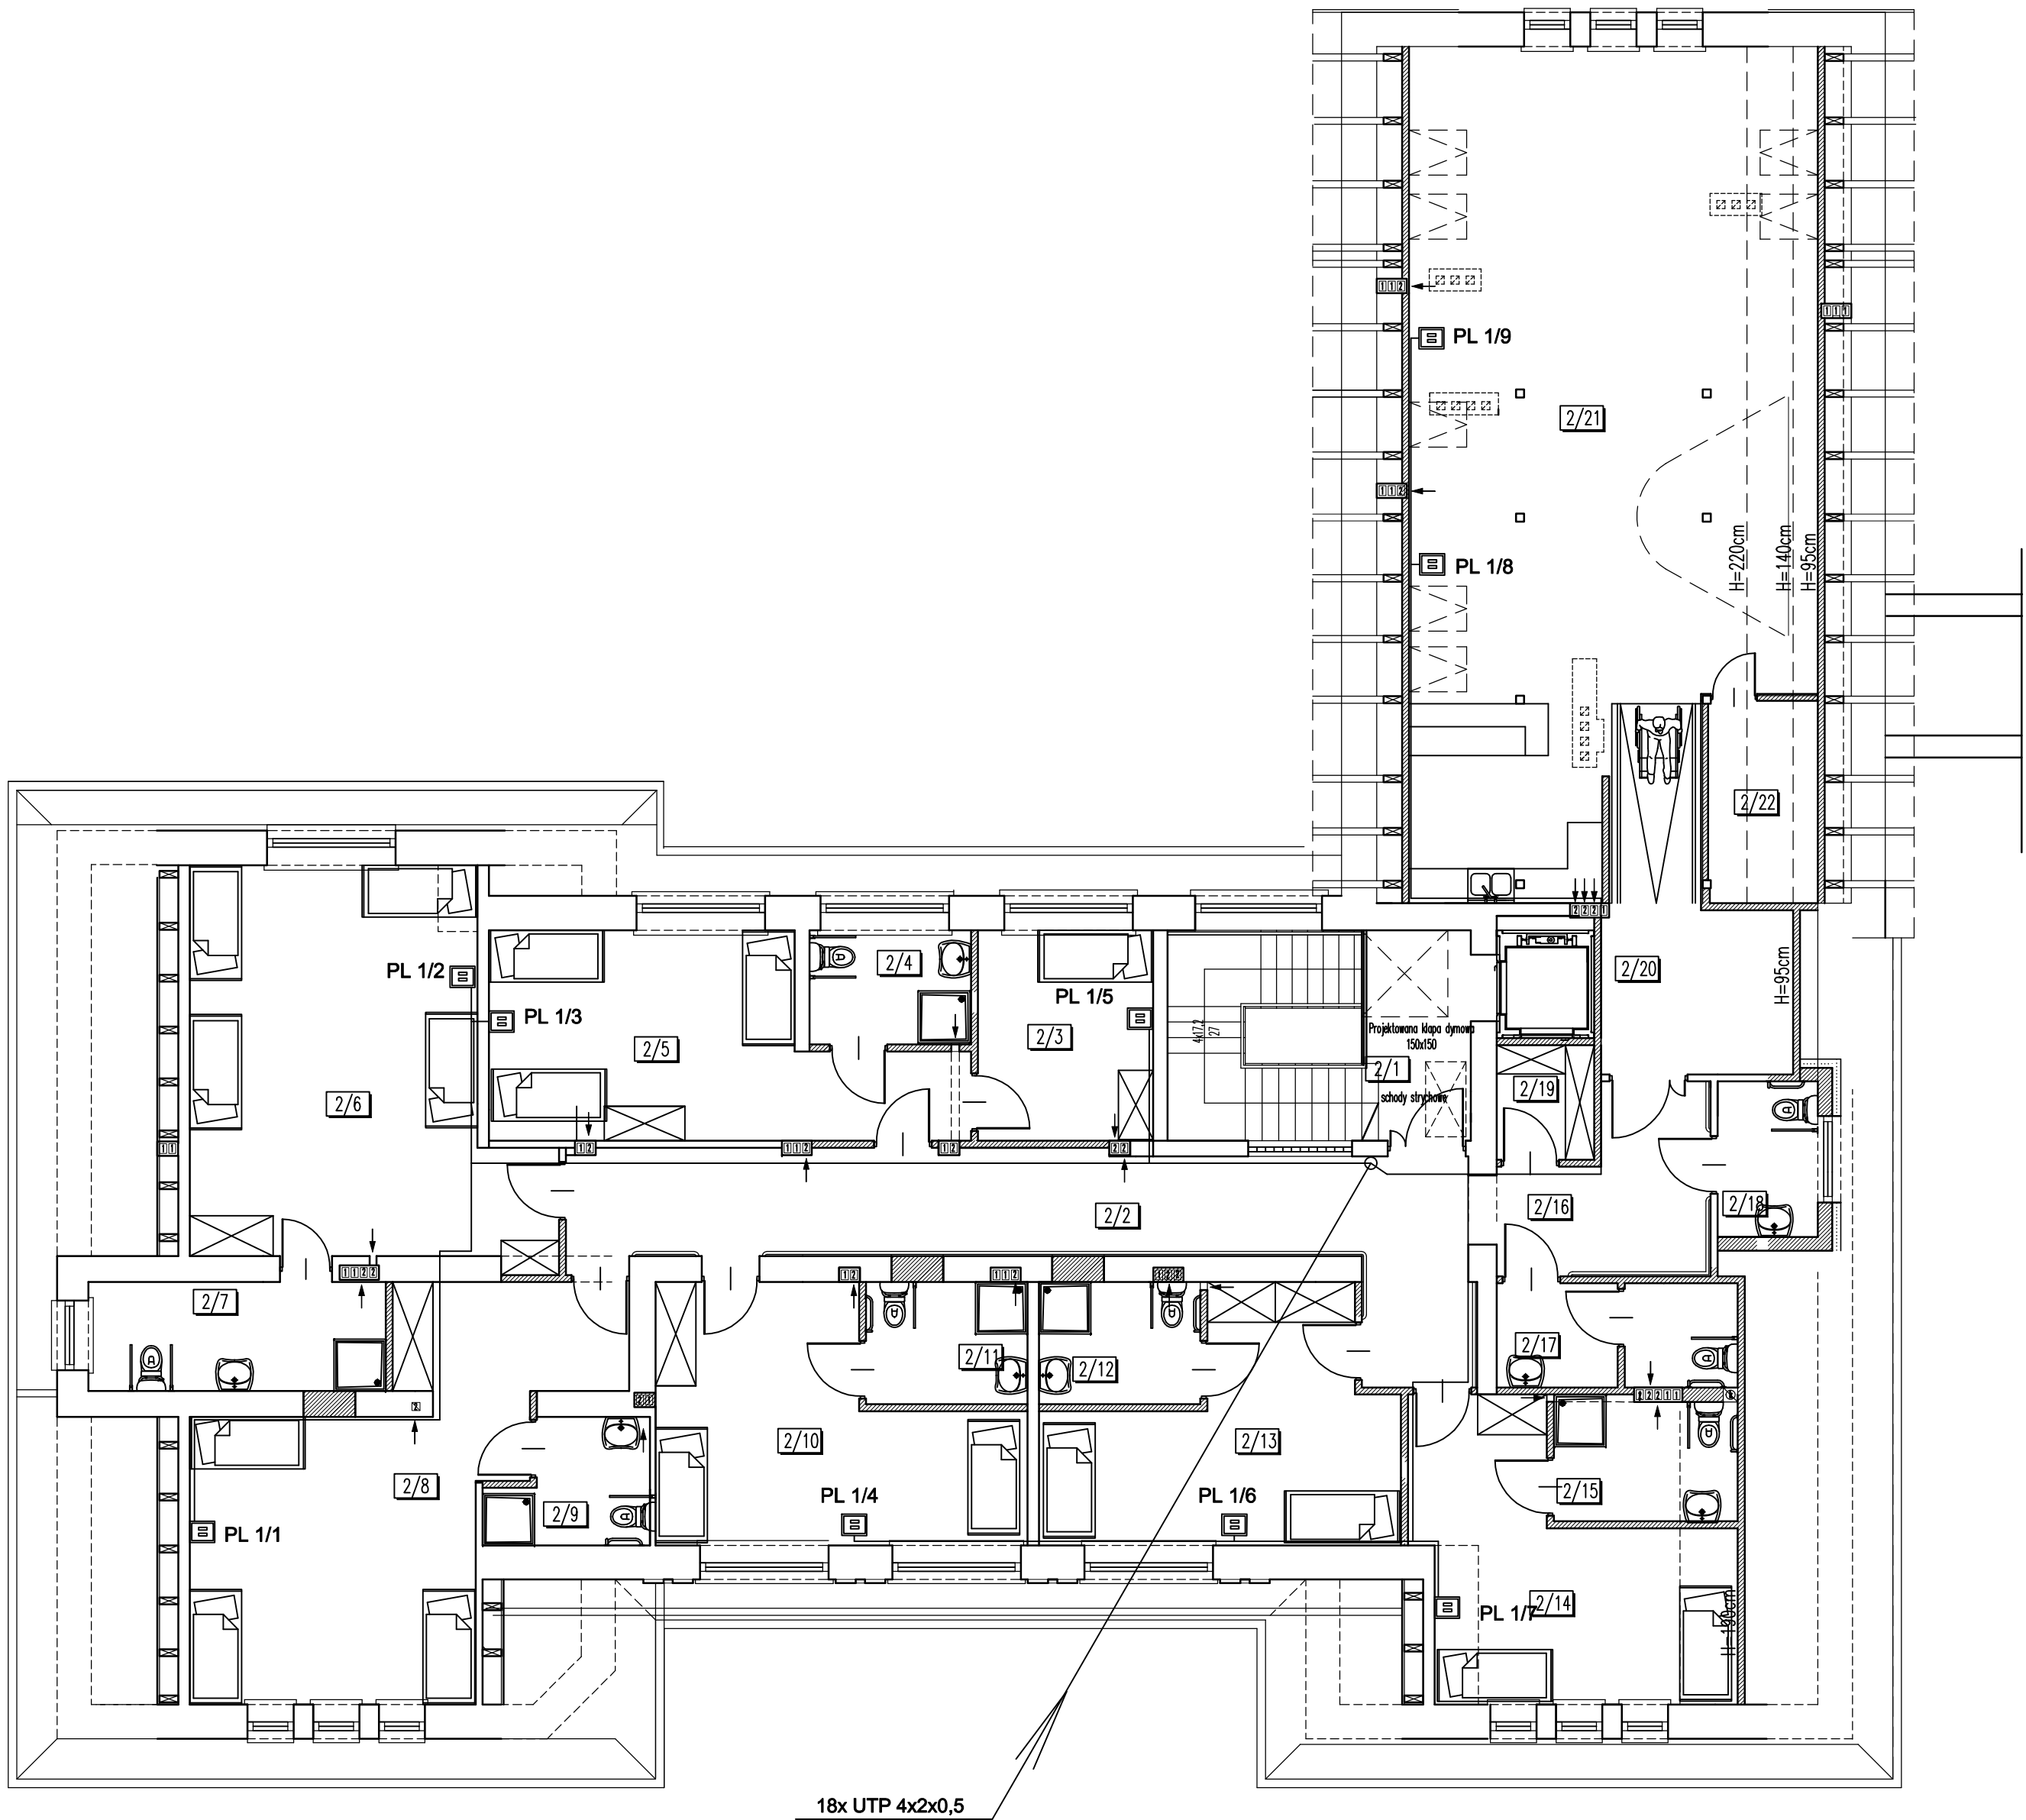 PL 1/9
2/21
PL 1/8
H=220cm
H=140cm
H=95cm
2/22
PL 1/2
2/4
2/20
H=95cm
PL 1/5
PL 1/3
2/5
2/3
4x17,2
27
Projektowana klapa dymowa
150x150
2/1
schody strychowe
2/19
2/6
2/2
2/16
2/18
2/7
2/11
2/12
2/17
2/10
2/13
2/8
2/9
PL 1/4
PL 1/6
2/15
PL 1/1
PL 1/7
2/14
H=190cm
18x UTP 4x2x0,5